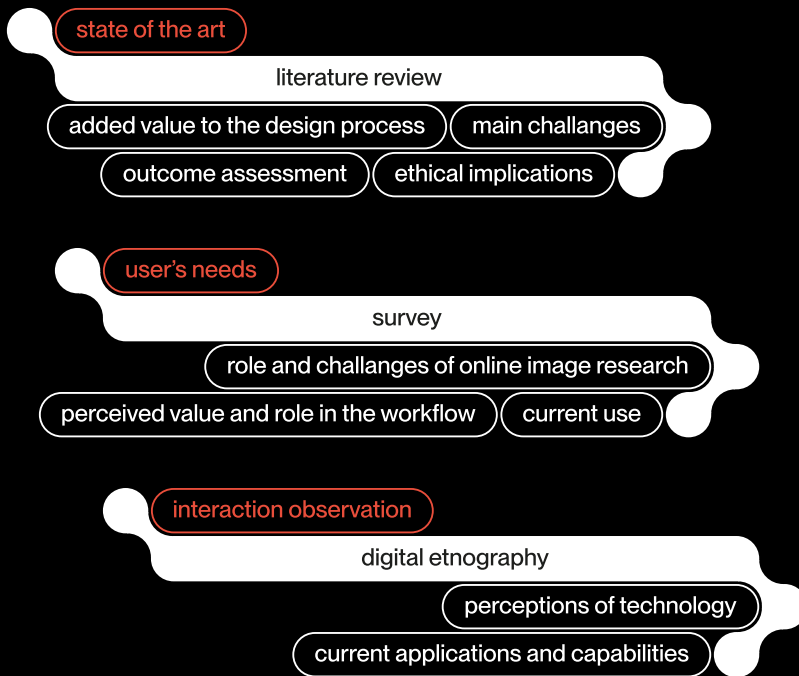 state of the art
literature review
added value to the design process main challanges
outcome assessment ethical implications
user's needs
survey
role and challanges of online image research
perceived value and role in the workflow current use
interaction observation
digital etnography
perceptions of technology
current applications and capabilities